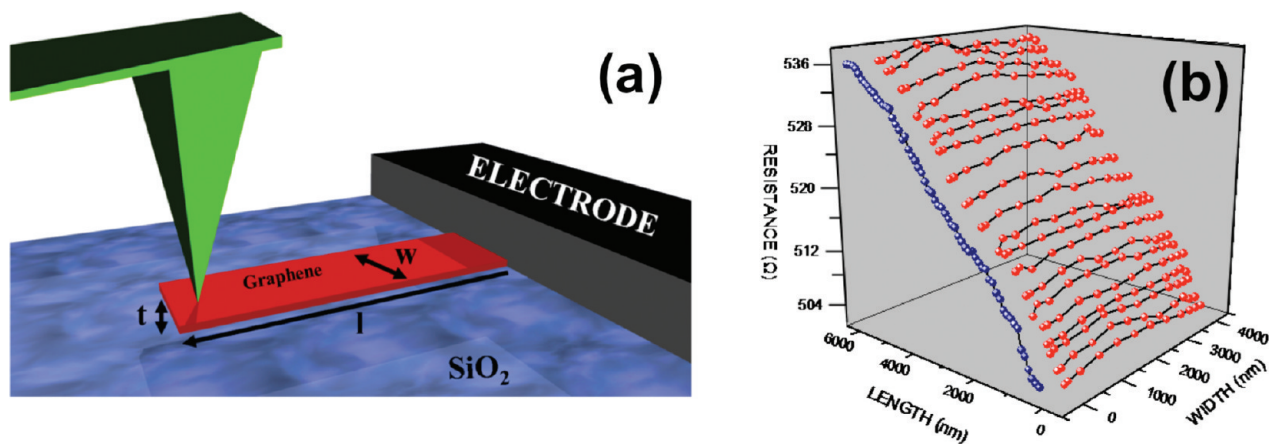 (a)
ELECTRODE
Graphene
W
t
l
SiO₂
(b)
RESISTANCE (Ω)
536
528
520
512
504
6000
4000
2000
0
LENGTH (nm)
0
1000
2000
3000
4000
WIDTH (nm)